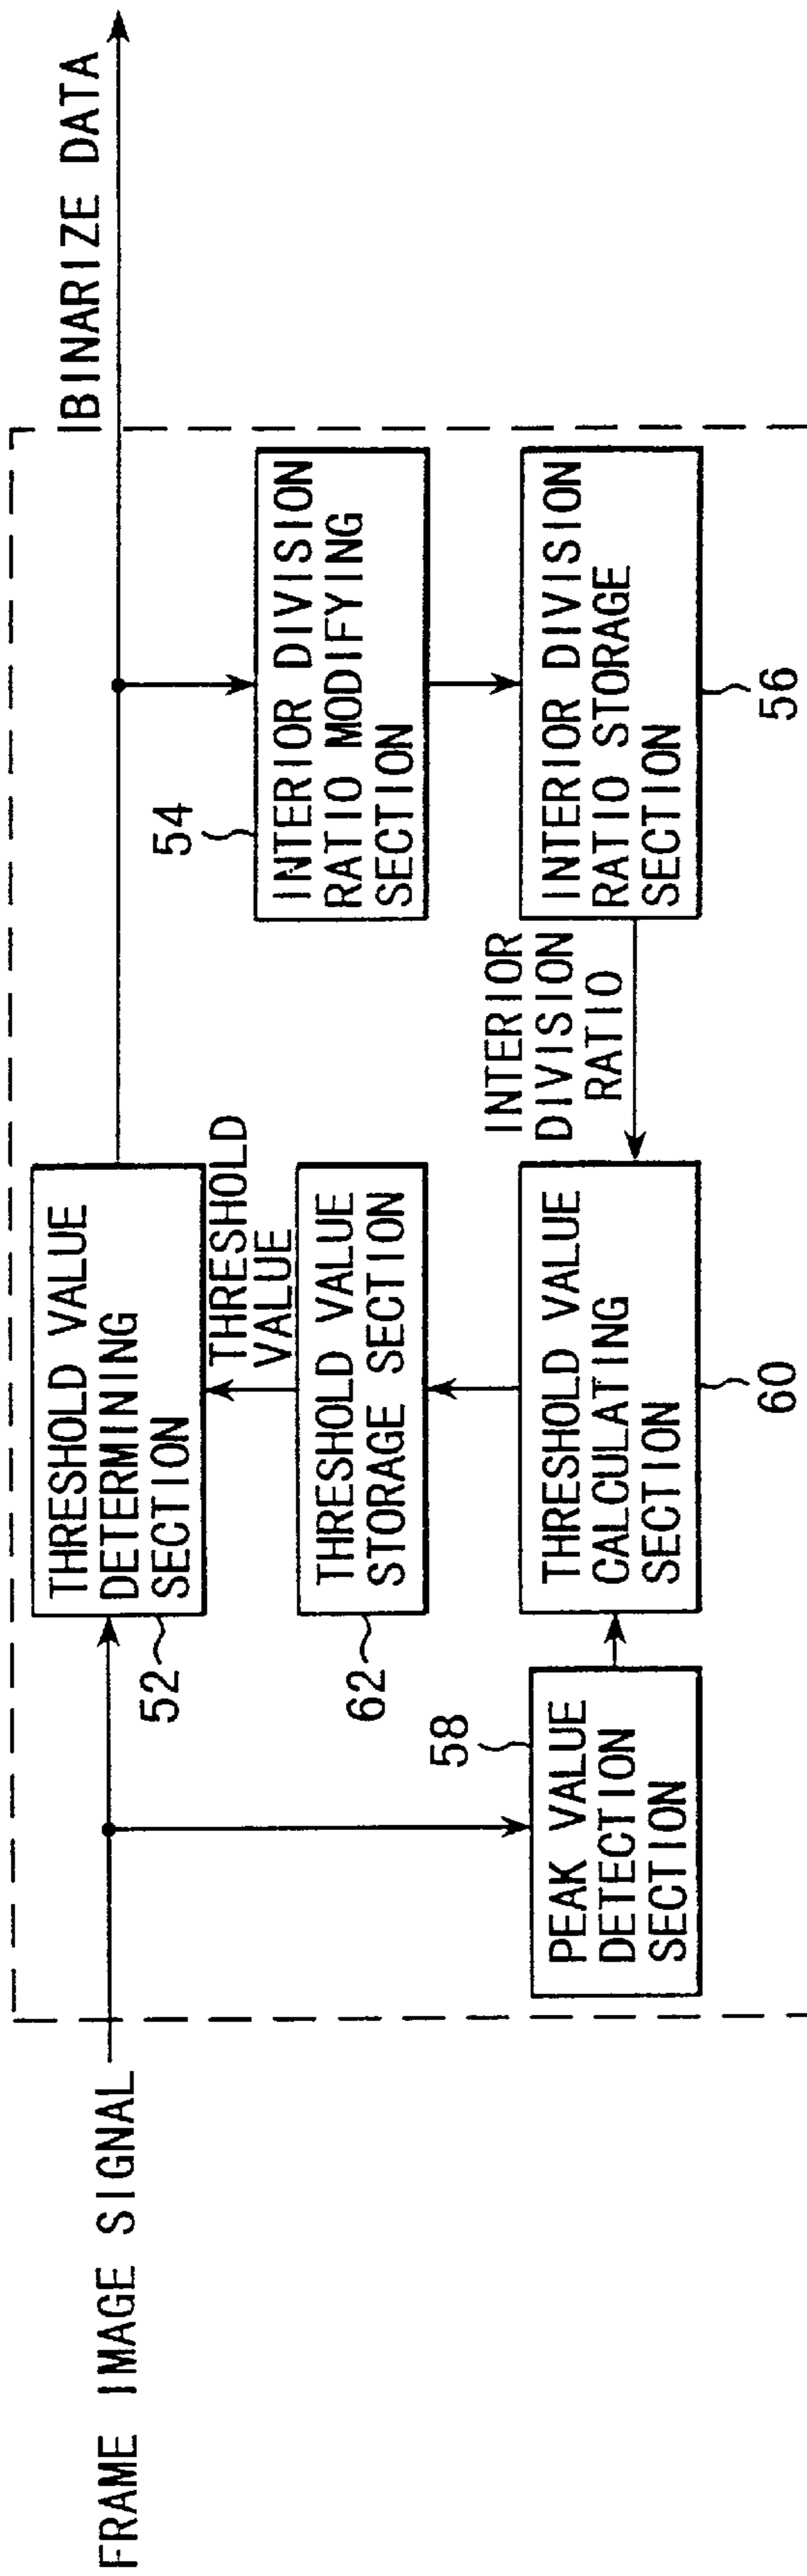 FRAME IMAGE SIGNAL
BINARIZE DATA
THRESHOLD VALUE
DETERMINING
SECTION
52
THRESHOLD
VALUE
THRESHOLD VALUE
STORAGE SECTION
62
54
INTERIOR DIVISION
RATIO MODIFYING
SECTION
58
PEAK VALUE
DETECTION
SECTION
THRESHOLD VALUE
CALCULATING
SECTION
60
INTERIOR
DIVISION
RATIO
INTERIOR DIVISION
RATIO STORAGE
SECTION
56